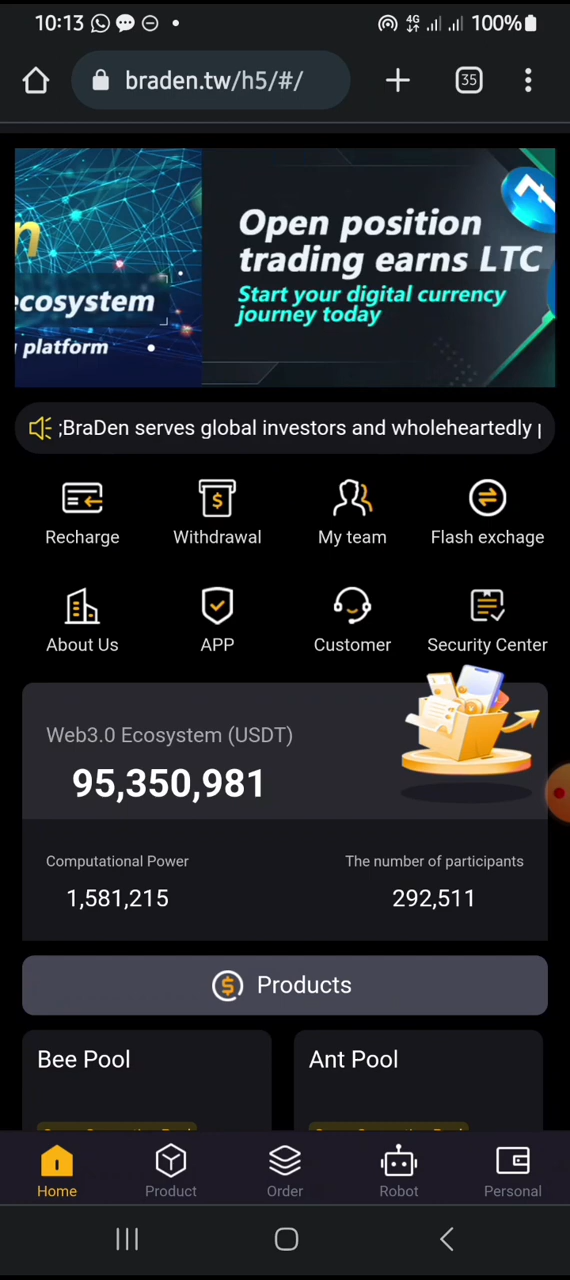 10:13
4G
100%
braden.tw/h5/#/
35
n
Open position
trading earns LTC
Start your digital currency
journey today
cosystem
platform
;BraDen serves global investors and wholeheartedly
Recharge
Withdrawal
My team
Flash exchage
About Us
APP
Customer
Security Center
Web3.0 Ecosystem (USDT)
95,350,981
Computational Power
The number of participants
1,581,215
292,511
Products
Bee Pool
Ant Pool
Home
Product
Order
Robot
Personal